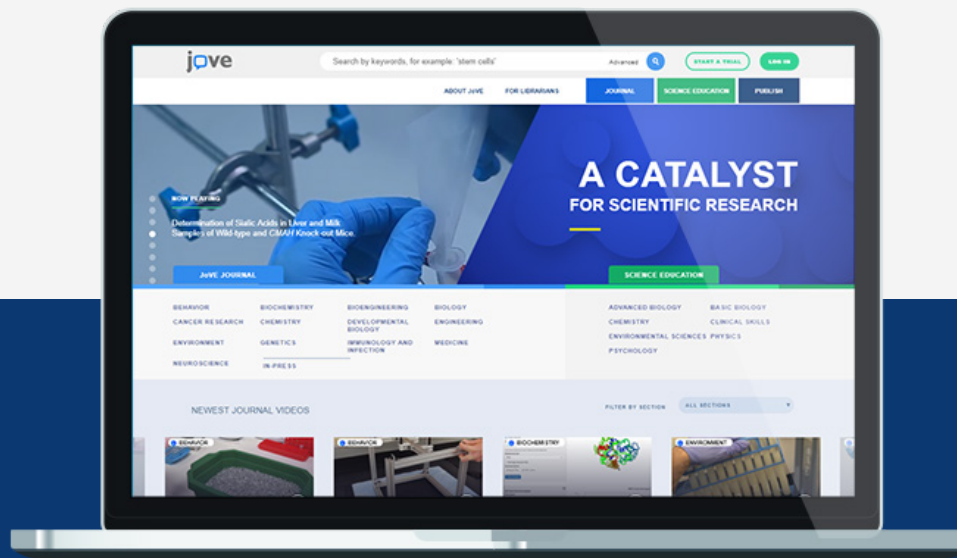 jove
Search by keywords, for example: 'stem cells'
Advanced
START A TRIAL
LOG IN
ABOUT JoVE
FOR LIBRARIANS
JOURNAL
SCIENCE EDUCATION
PUBLISH
NOW PLAYING
Determination of Sialic Acids in Liver and Milk
Samples of Wild-type and CMAH Knock-out Mice.
JoVE JOURNAL
A CATALYST
FOR SCIENTIFIC RESEARCH
SCIENCE EDUCATION
BEHAVIOR
BIOCHEMISTRY
BIOENGINEERING
BIOLOGY
CANCER RESEARCH
CHEMISTRY
DEVELOPMENTAL
BIOLOGY
ENGINEERING
ENVIRONMENT
GENETICS
IMMUNOLOGY AND
INFECTION
MEDICINE
NEUROSCIENCE
IN-PRESS
ADVANCED BIOLOGY
BASIC BIOLOGY
CHEMISTRY
CLINICAL SKILLS
ENVIRONMENTAL SCIENCES
PHYSICS
PSYCHOLOGY
NEWEST JOURNAL VIDEOS
FILTER BY SECTION
ALL SECTIONS
BEHAVIOR
BEHAVIOR
BIOCHEMISTRY
ENVIRONMENT